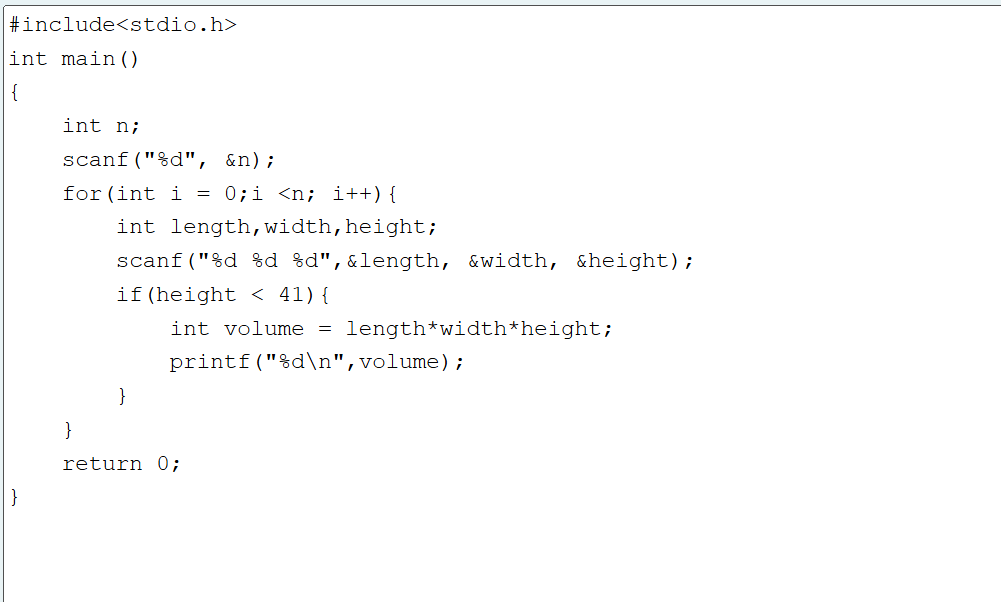 #include<stdio.h>
int main()
{
    int n;
    scanf("%d", &n);
    for(int i = 0;i <n; i++){
        int length,width,height;
        scanf("%d %d %d",&length, &width, &height);
        if(height < 41){
            int volume = length*width*height;
            printf("%d\n",volume);
        }
    }
    return 0;
}